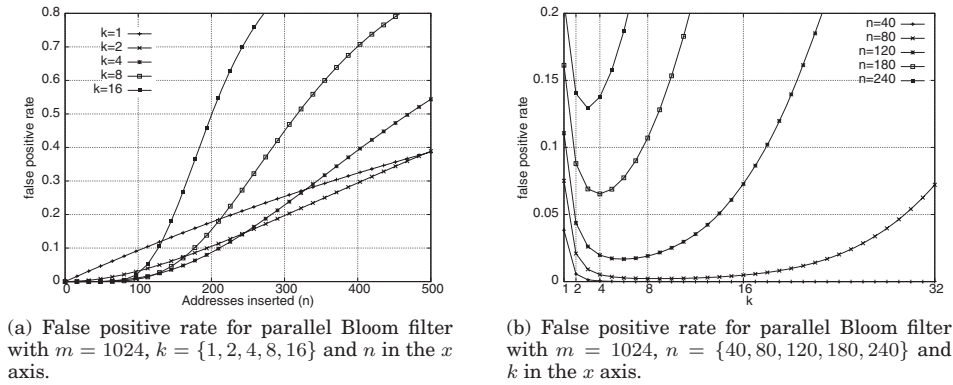 0.8
0.7
0.6
0.5
0.4
0.3
0.2
0.1
0
false positive rate
k=1
k=2
k=4
k=8
k=16
0 100 200 300 400 500
Addresses inserted (n)
(a) False positive rate for parallel Bloom filter
with m = 1024, k = {1, 2, 4, 8, 16} and n in the x
axis.
0.2
0.15
0.1
0.05
0
false positive rate
n=40
n=80
n=120
n=180
n=240
1 2 4 8 16 32
k
(b) False positive rate for parallel Bloom filter
with m = 1024, n = {40, 80, 120, 180, 240} and
k in the x axis.